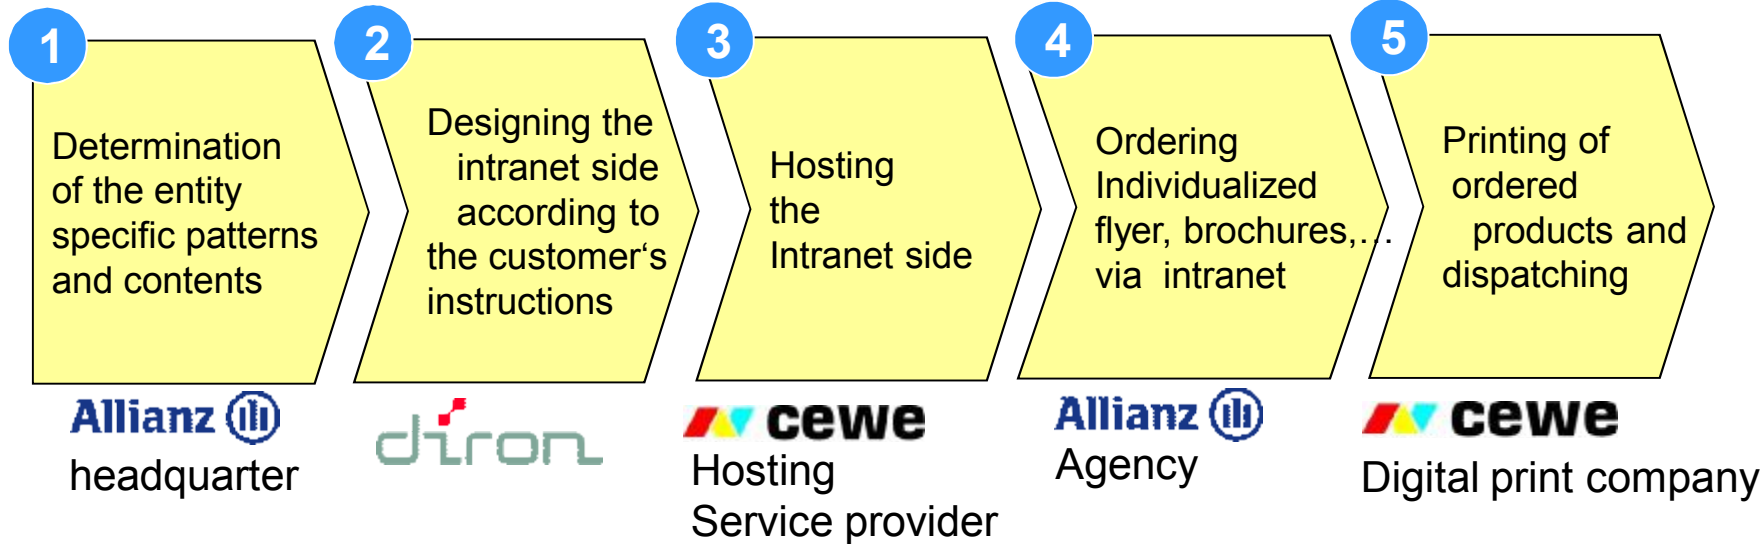 1
Determination
of the entity
specific patterns
and contents
Allianz
headquarter
2
Designing the
intranet side
according to
the customer‘s
instructions
diron
3
Hosting
the
Intranet side
cewe
Hosting
Service provider
4
Ordering
Individualized
flyer, brochures,…
via intranet
Allianz
Agency
5
Printing of
ordered
products and
dispatching
cewe
Digital print company